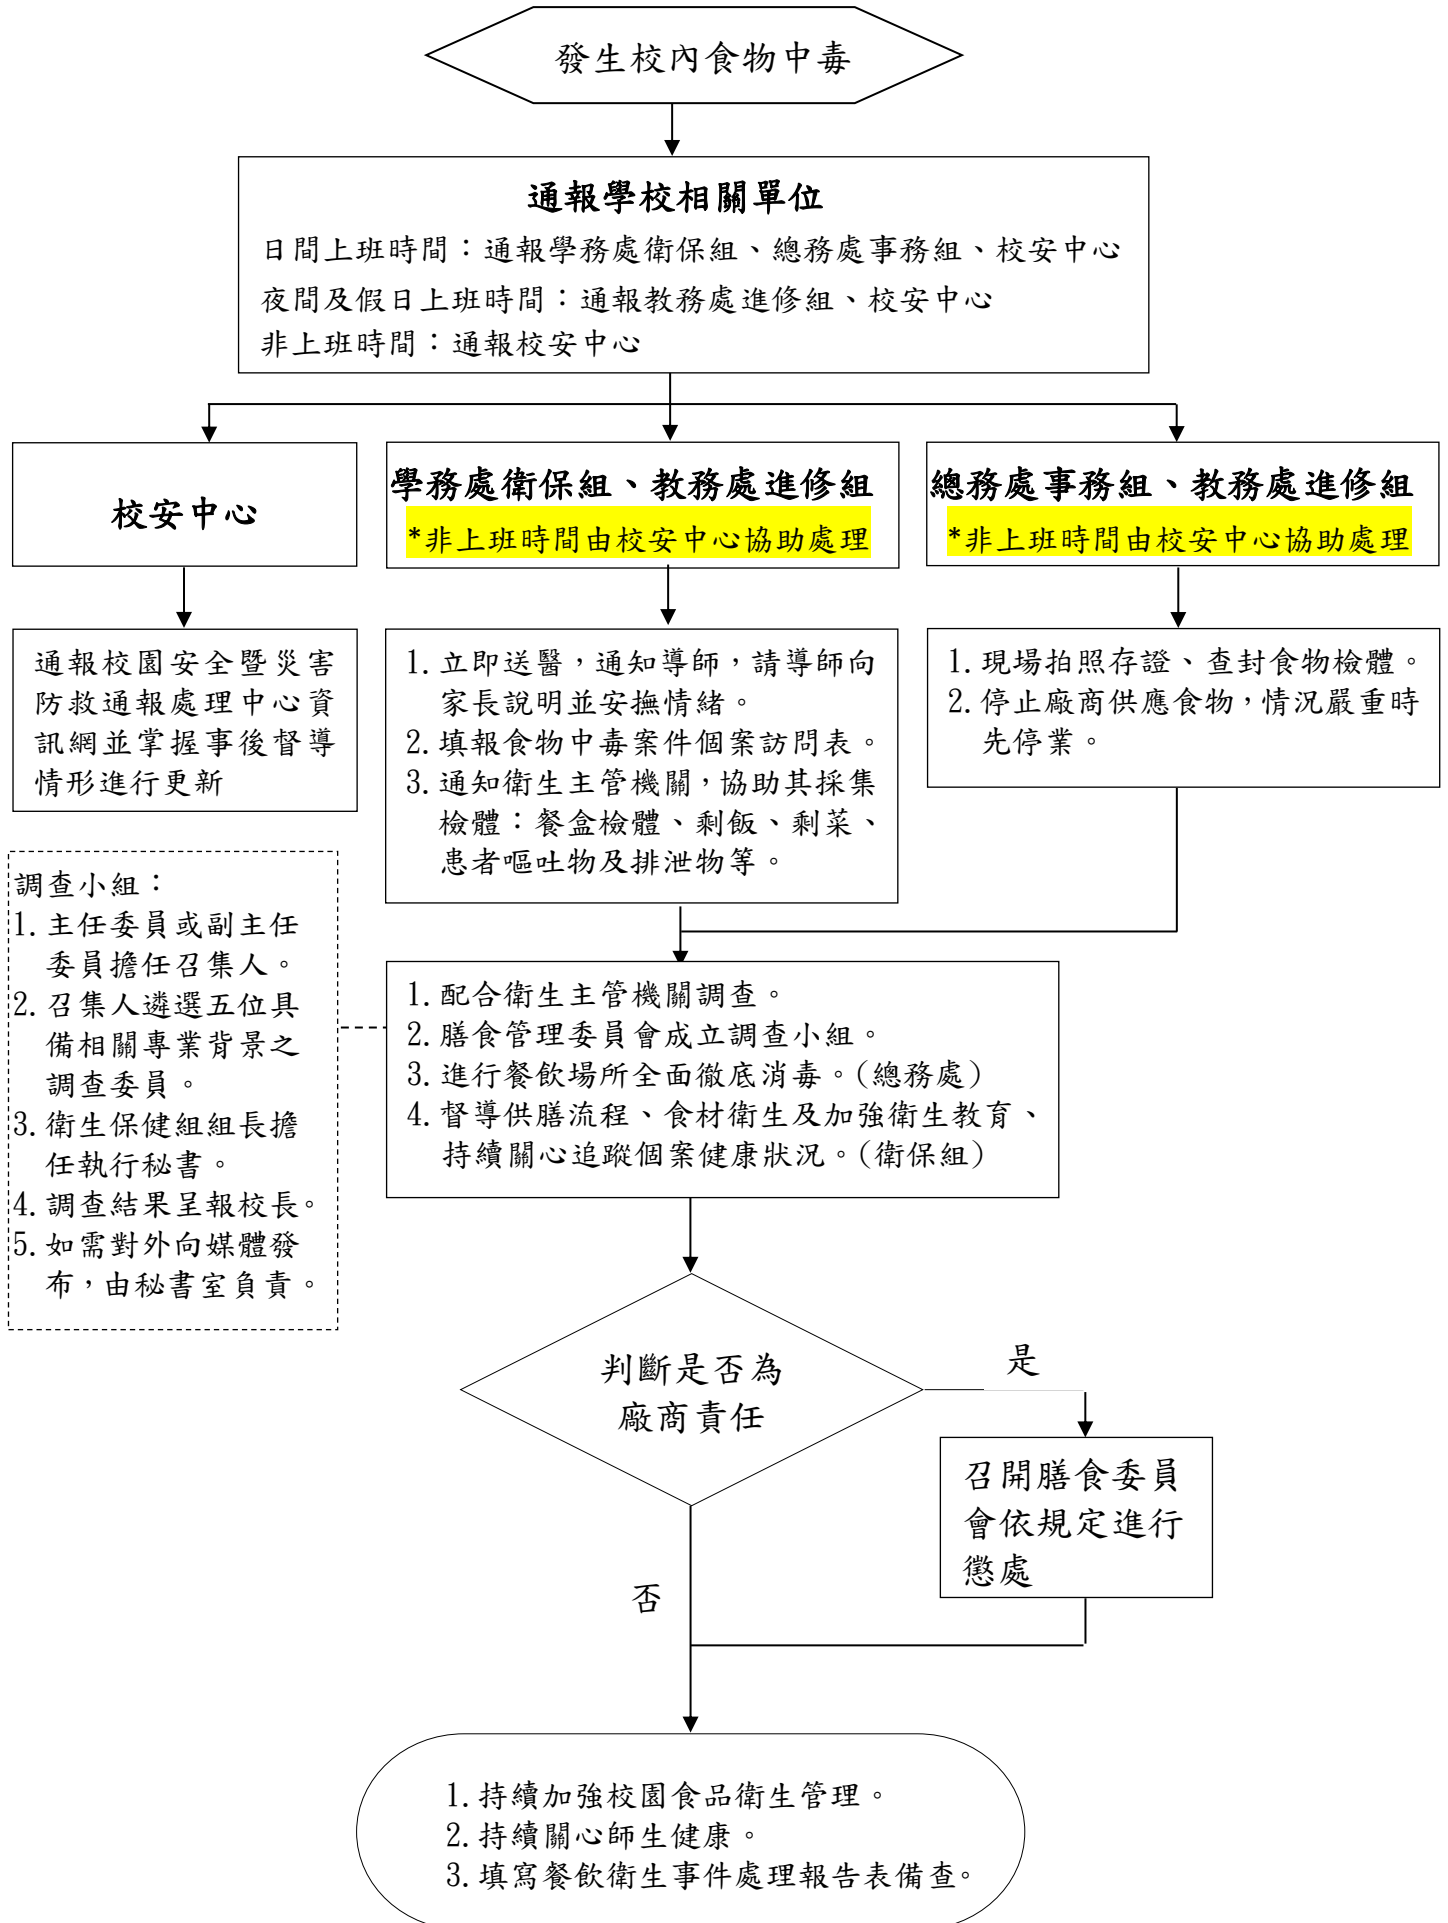 發生校內食物中毒
通報學校相關單位
日間上班時間：通報學務處衛保組、總務處事務組、校安中心
夜間及假日上班時間：通報教務處進修組、校安中心
非上班時間：通報校安中心
校安中心
學務處衛保組、教務處進修組
*非上班時間由校安中心協助處理
總務處事務組、教務處進修組
*非上班時間由校安中心協助處理
通報校園安全暨災害
防救通報處理中心資
訊網並掌握事後督導
情形進行更新
1.立即送醫，通知導師，請導師向
家長說明並安撫情緒。
2.填報食物中毒案件個案訪問表。
3.通知衛生主管機關，協助其採集
檢體：餐盒檢體、剩飯、剩菜、
患者嘔吐物及排泄物等。
1.現場拍照存證、查封食物檢體。
2.停止廠商供應食物，情況嚴重時
先停業。
調查小組：
1.主任委員或副主任
委員擔任召集人。
2.召集人遴選五位具
備相關專業背景之
調查委員。
3.衛生保健組組長擔
任執行秘書。
4.調查結果呈報校長。
5.如需對外向媒體發
布，由秘書室負責。
1.配合衛生主管機關調查。
2.膳食管理委員會成立調查小組。
3.進行餐飲場所全面徹底消毒。(總務處)
4.督導供膳流程、食材衛生及加強衛生教育、
持續關心追蹤個案健康狀況。(衛保組)
判斷是否為
廠商責任
是
召開膳食委員
會依規定進行
懲處
否
1.持續加強校園食品衛生管理。
2.持續關心師生健康。
3.填寫餐飲衛生事件處理報告表備查。